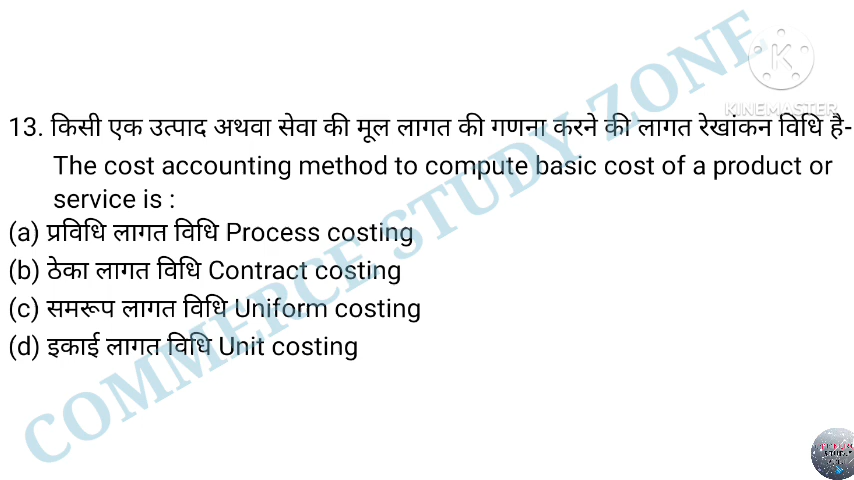 KINEMASTER
13. किसी एक उत्पाद अथवा सेवा की मूल लागत की गणना करने की लागत रेखांकन विधि है-
The cost accounting method to compute basic cost of a product or
service is :
(a) प्रविधि लागत विधि Process costing
(b) ठेका लागत विधि Contract costing
(c) समरूप लागत विधि Uniform costing
(d) इकाई लागत विधि Unit costing
COMMERCE STUDY ZONE